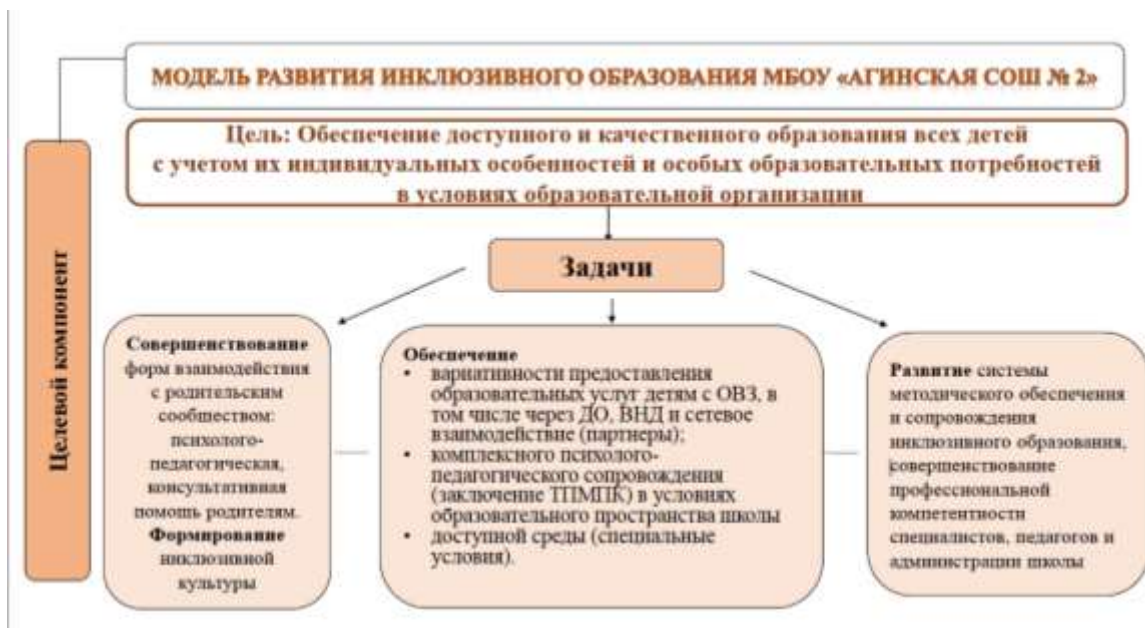 МОДЕЛЬ РАЗВИТИЯ ИНКЛЮЗИВНОГО ОБРАЗОВАНИЯ МБОУ «АГИНСКАЯ СОШ № 2»
Цель: Обеспечение доступного и качественного образования всех детей
с учетом их индивидуальных особенностей и особых образовательных потребностей
в условиях образовательной организации
Целевой компонент
Задачи
Совершенствование
форм взаимодействия
с родительским
сообществом:
психолого-
педагогическая,
консультативная
помощь родителям.
Формирование
инклюзивной
культуры
Обеспечение
• вариативности предоставления
образовательных услуг детям с ОВЗ, в
том числе через ДО, ВНД и сетевое
взаимодействие (партнеры);
• комплексного психолого-
педагогического сопровождения
(заключение ТПМПК) в условиях
образовательного пространства школы
• доступной среды (специальные
условия).
Развитие системы
методического обеспечения
и сопровождения
инклюзивного образования,
совершенствование
профессиональной
компетентности
специалистов, педагогов и
администрации школы